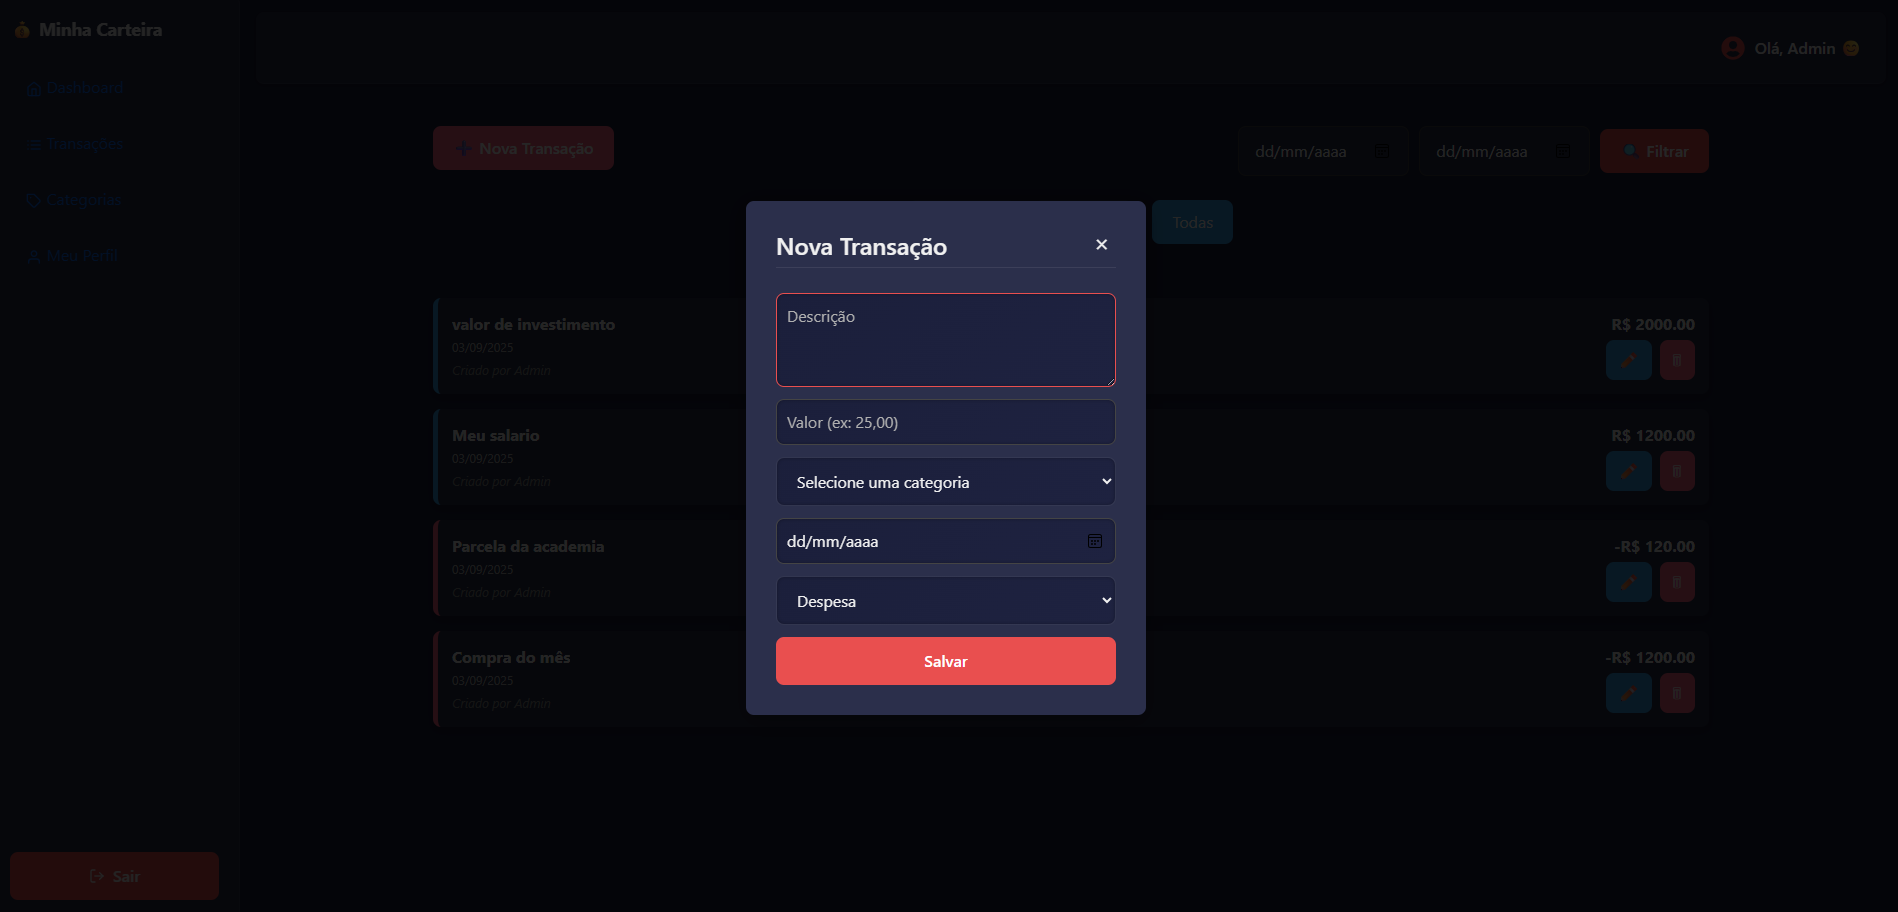 Minha Carteira
Olá, Admin
Dashboard
Transações
Categorias
Meu Perfil
Sair
Nova Transação
dd/mm/aaaa
dd/mm/aaaa
Filtrar
Todas
Nova Transação
×
Descrição
Valor (ex: 25,00)
Selecione uma categoria
dd/mm/aaaa
Despesa
Salvar
valor de investimento
03/09/2025
Criado por Admin
R$ 2000.00
Meu salario
03/09/2025
Criado por Admin
R$ 1200.00
Parcela da academia
03/09/2025
Criado por Admin
-R$ 120.00
Compra do mês
03/09/2025
Criado por Admin
-R$ 1200.00